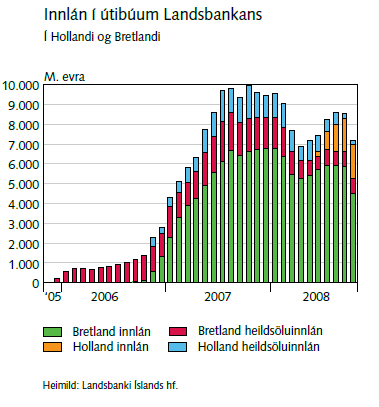 Innlán í útibúum Landsbankans
Í Hollandi og Bretlandi
M. evra
10.000
9.000
8.000
7.000
6.000
5.000
4.000
3.000
2.000
1.000
0
'05 2006 2007 2008
Bretland innlán Bretland heildsöluinnlán
Holland innlán Holland heildsöluinnlán
Heimild: Landsbanki Íslands hf.